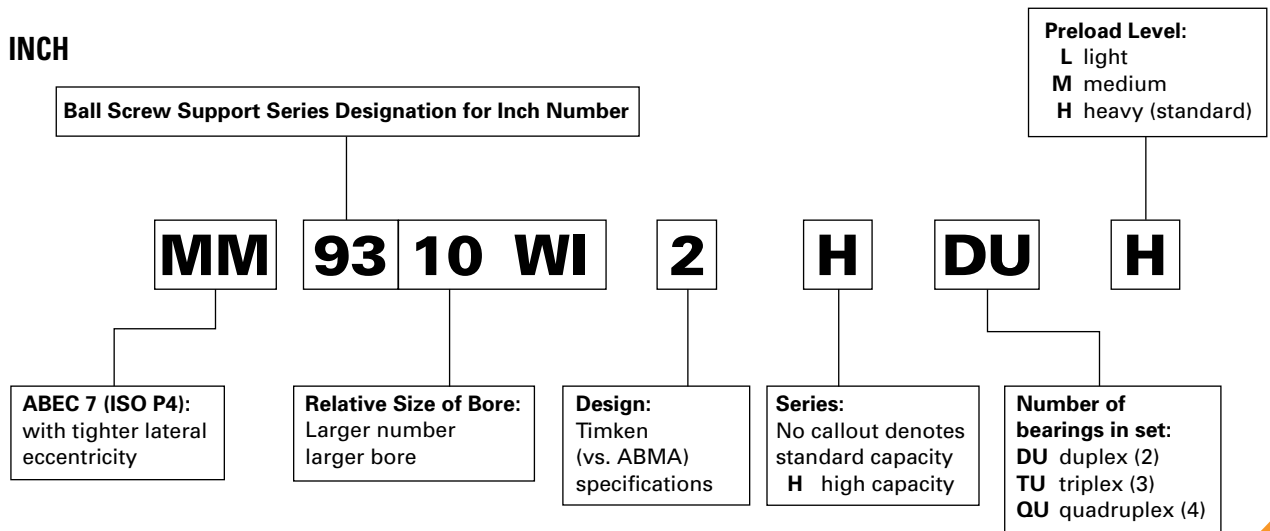 INCH
Preload Level:
L light
M medium
H heavy (standard)
Ball Screw Support Series Designation for Inch Number
MM 93 10 WI 2 H DU H
ABEC 7 (ISO P4):
with tighter lateral
eccentricity
Relative Size of Bore:
Larger number
larger bore
Design:
Timken
(vs. ABMA)
specifications
Series:
No callout denotes
standard capacity
H high capacity
Number of
bearings in set:
DU duplex (2)
TU triplex (3)
QU quadruplex (4)